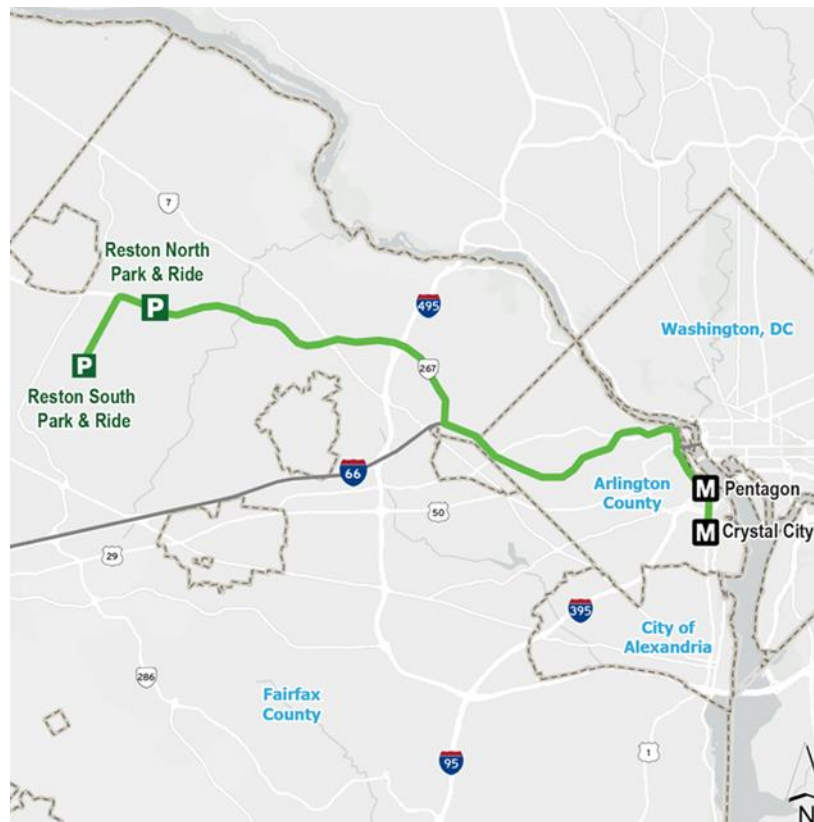 7
Reston North
Park & Ride
P
495
Washington, DC
P
267
Reston South
Park & Ride
66
Arlington
County
M Pentagon
50
M Crystal City
29
395
City of
Alexandria
286
Fairfax
County
1
95
N